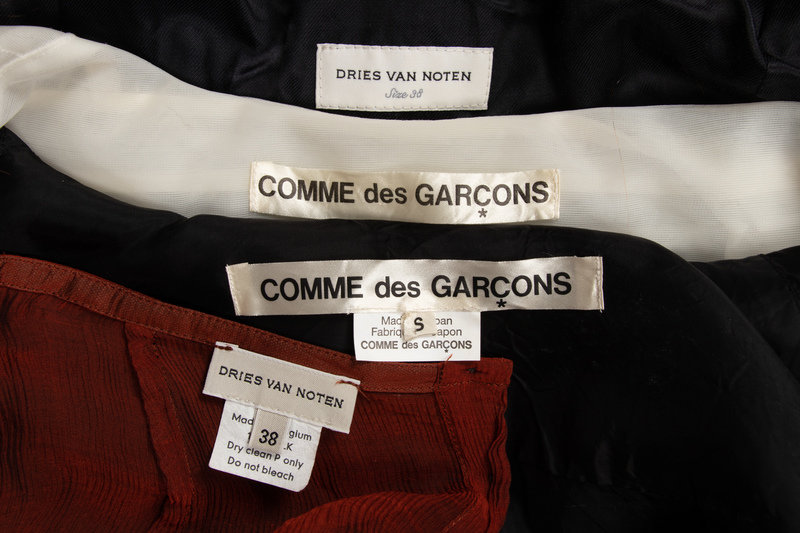 DRIES VAN NOTEN
Size 38
COMME des GARÇONS
*
COMME des GARÇONS
*
S
COMME des GARÇONS
*
DRIES VAN NOTEN
38
Dry clean P only
Do not bleach